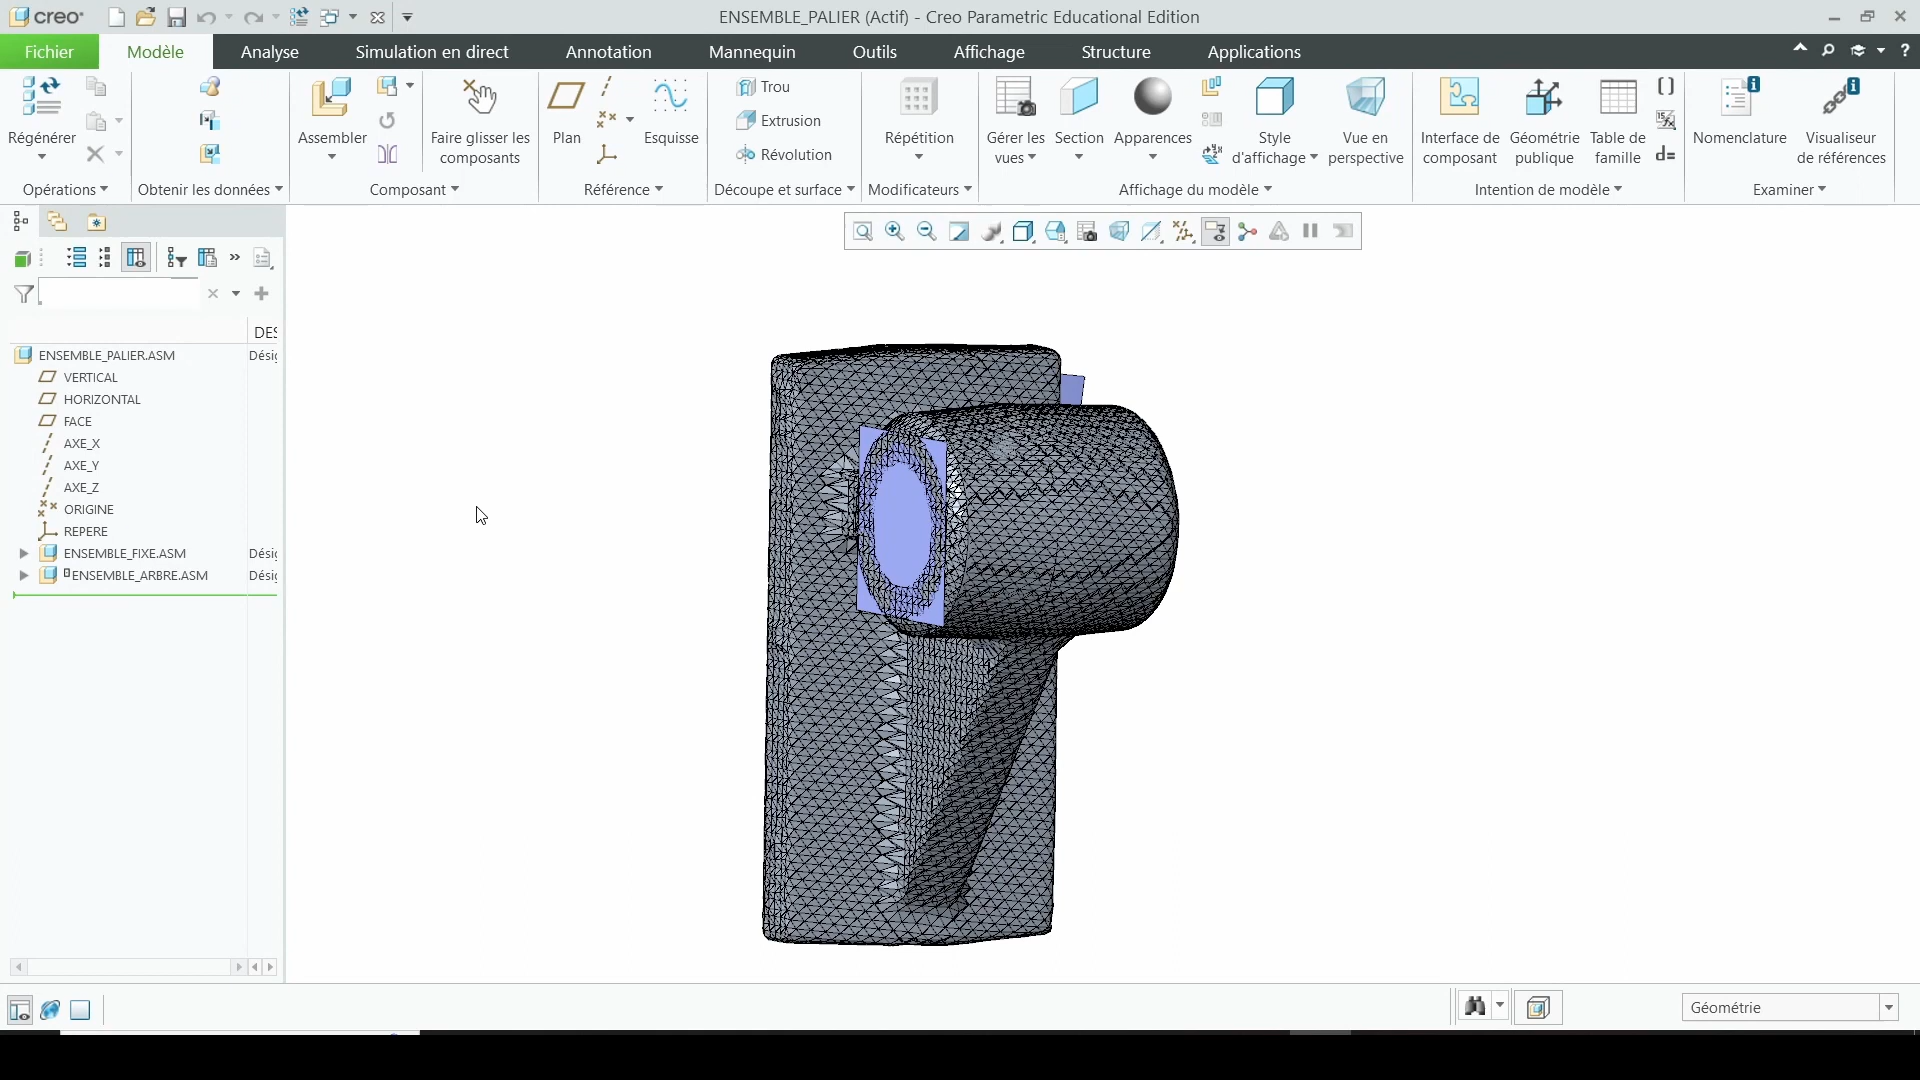 creo
ENSEMBLE_PALIER (Actif) - Creo Parametric Educational Edition
Fichier
Modèle
Analyse
Simulation en direct
Annotation
Mannequin
Outils
Affichage
Structure
Applications
?
Régénérer
Assembler
Faire glisser les
composants
Plan
Esquisse
Trou
Extrusion
Révolution
Répétition
Gérer les
vues
Section
Apparences
Style
d'affichage
Vue en
perspective
Interface de
composant
Géométrie
publique
Table de
famille
Nomenclature
Visualiseur
de références
Opérations
Obtenir les données
Composant
Référence
Découpe et surface
Modificateurs
Affichage du modèle
Intention de modèle
Examiner
DES
ENSEMBLE_PALIER.ASM Désig
VERTICAL
HORIZONTAL
FACE
AXE_X
AXE_Y
AXE_Z
ORIGINE
REPERE
ENSEMBLE_FIXE.ASM Désig
ENSEMBLE_ARBRE.ASM Désig
Géométrie